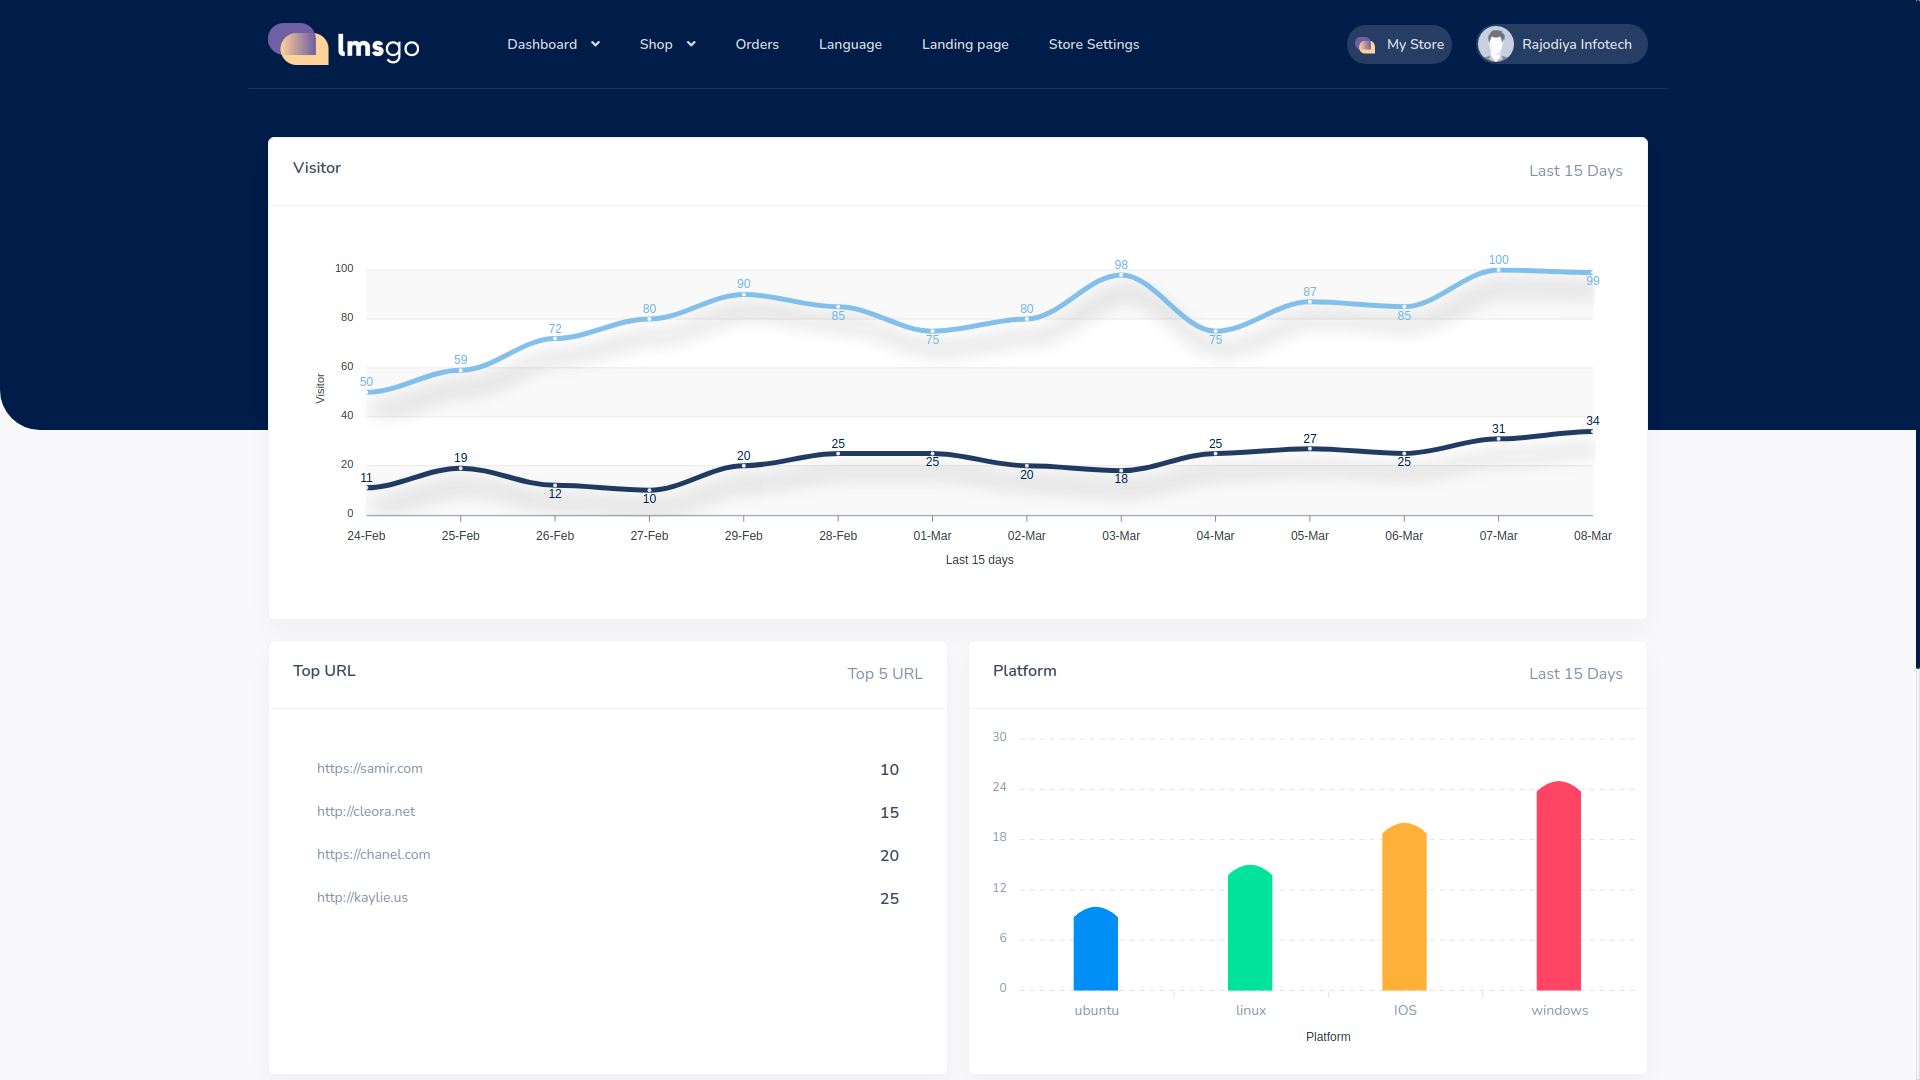 lmsgo Dashboard Shop Orders Language Landing page Store Settings My Store Rajodiya Infotech
Visitor Last 15 Days
98 100
90
80 80 87
100
72 85 75 75 85 99
80
59
60
50
Visitor
40
34
31
25 25 27
20
19
20
11 12 10 25 20 18 25
0
24-Feb 25-Feb 26-Feb 27-Feb 29-Feb 28-Feb 01-Mar 02-Mar 03-Mar 04-Mar 05-Mar 06-Mar 07-Mar 08-Mar
Last 15 days
Top URL Top 5 URL
https://samir.com 10
http://cleora.net 15
https://chanel.com 20
http://kaylie.us 25
Platform Last 15 Days
30
24
18
12
6
0
ubuntu linux IOS windows
Platform